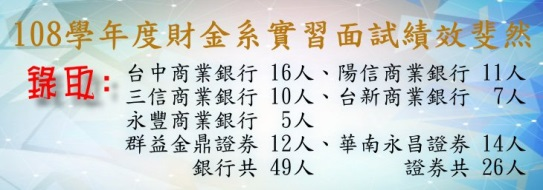 108學年度財金系實習面試績效斐然
錄取:
台中商業銀行 16人、陽信商業銀行 11人
三信商業銀行 10人、台新商業銀行 7人
永豐商業銀行 5人
群益金鼎證券 12人、華南永昌證券 14人
銀行共 49人 證券共 26人